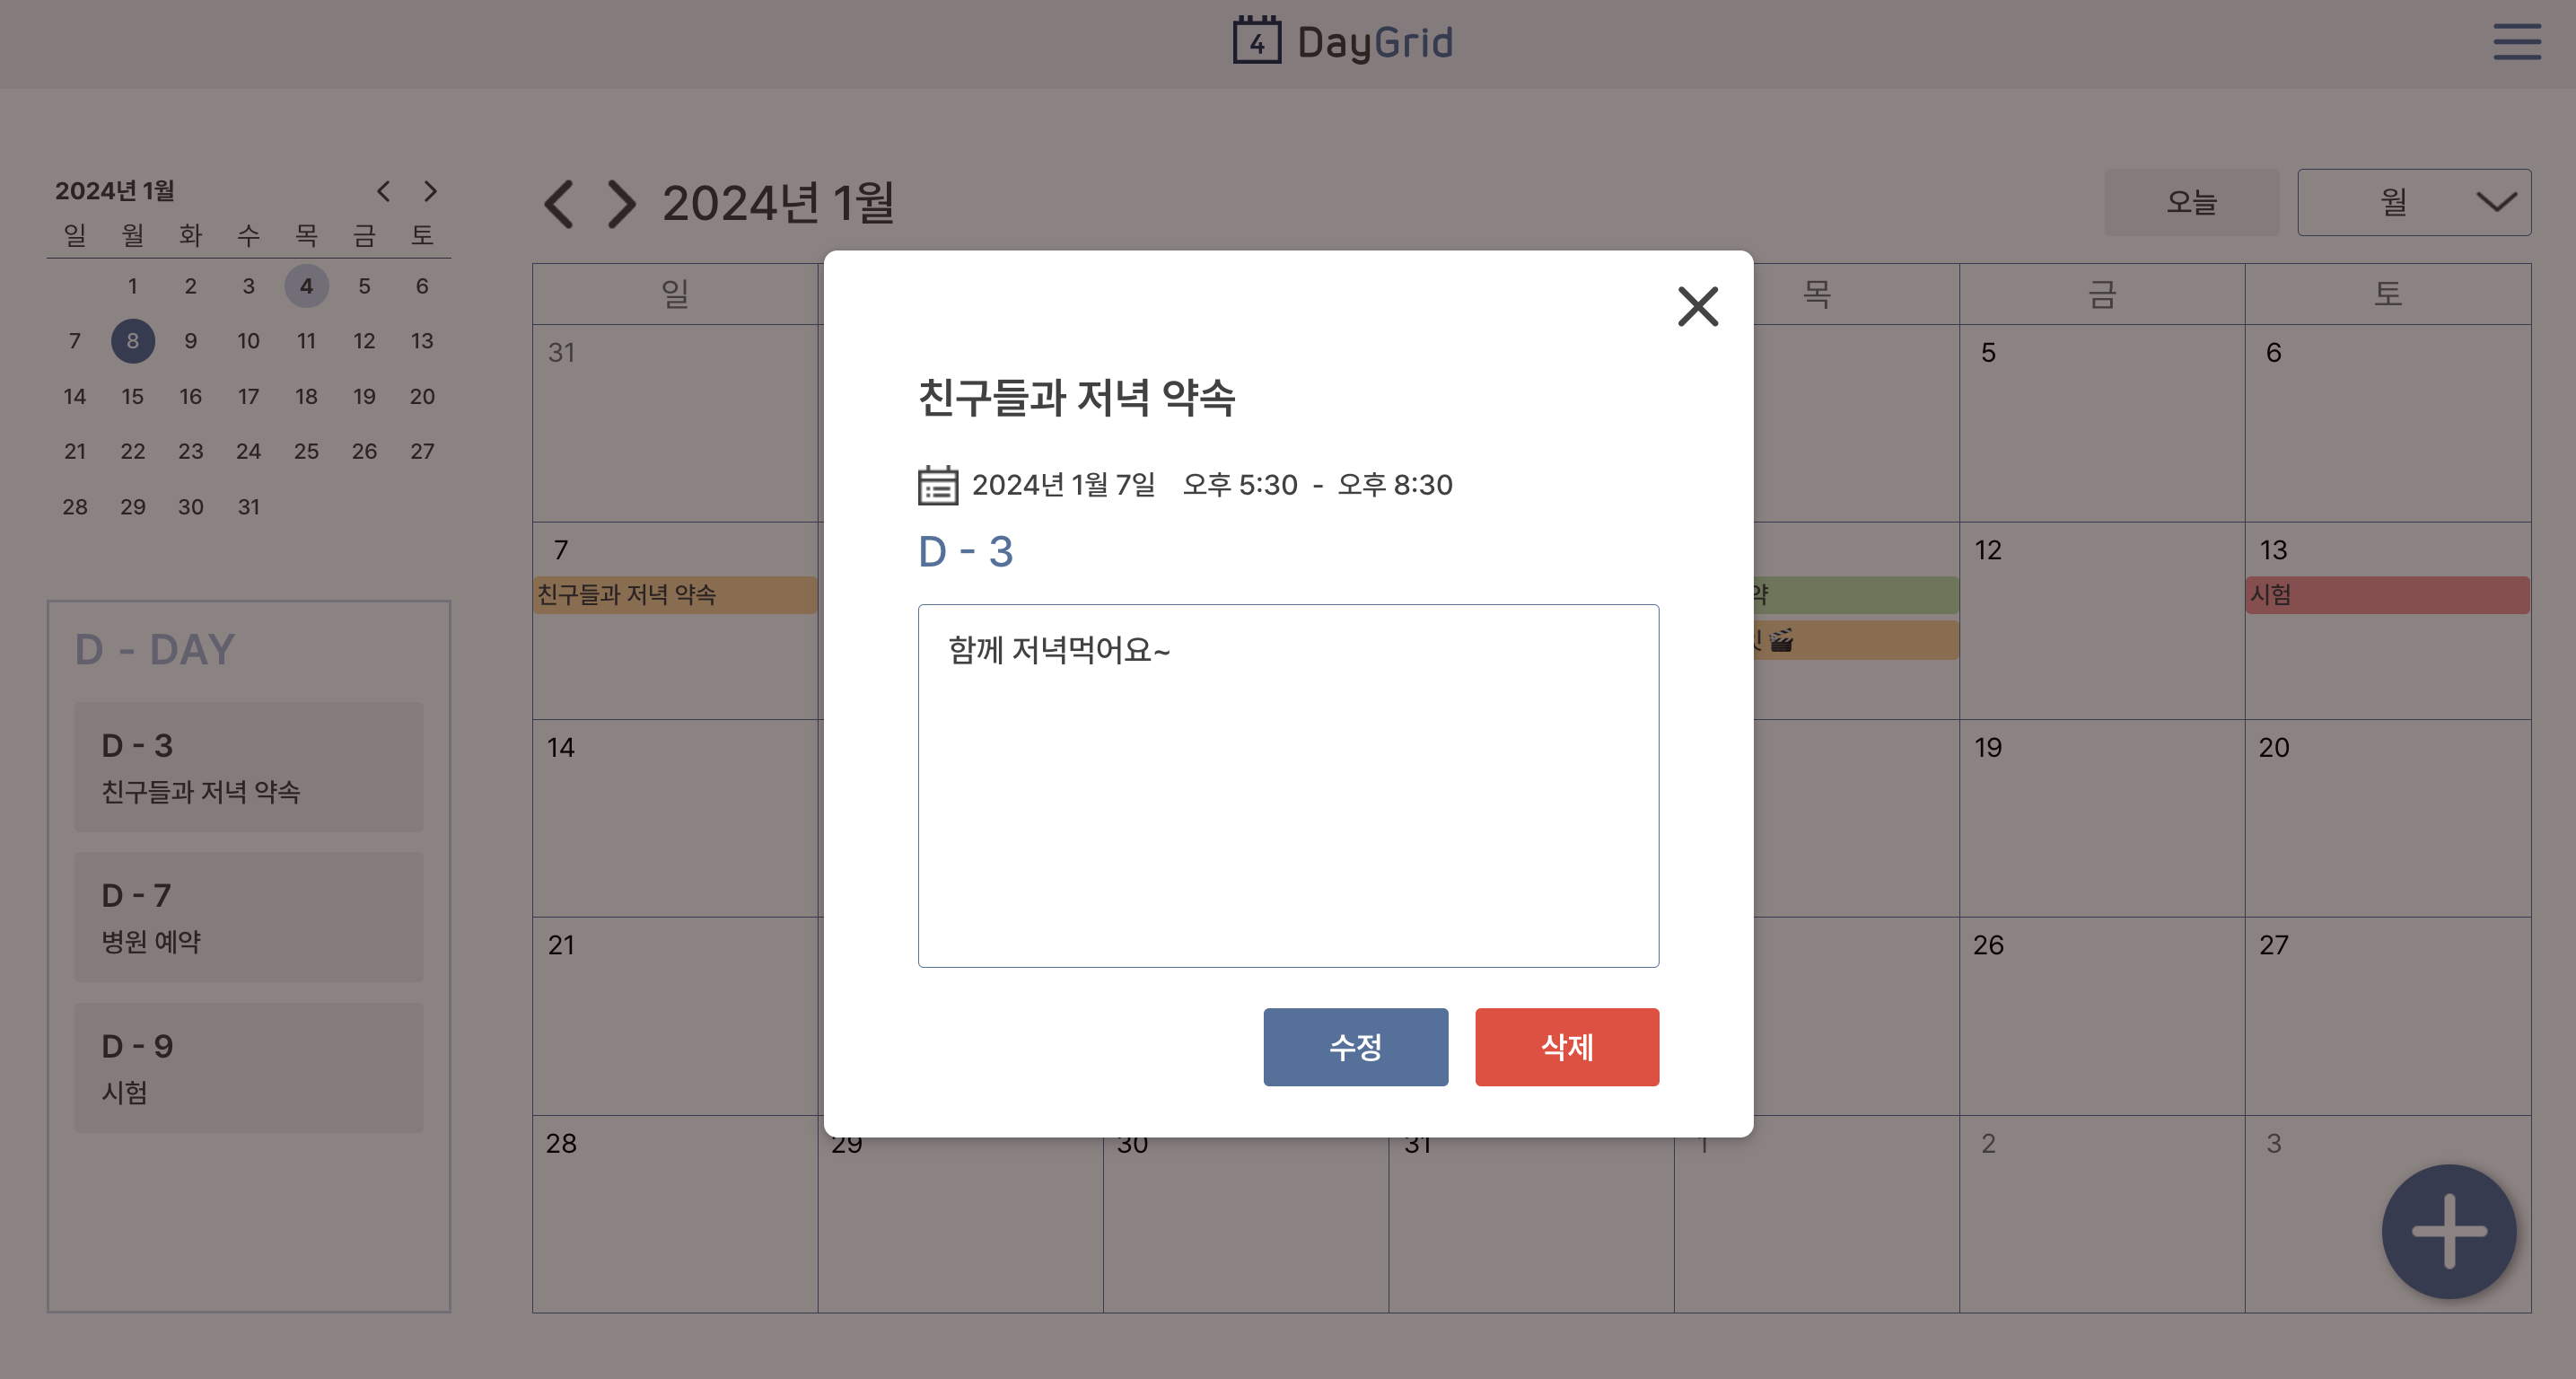 4 DayGrid
2024년 1월
일 월 화 수 목 금 토
1 2 3 4 5 6
7 8 9 10 11 12 13
14 15 16 17 18 19 20
21 22 23 24 25 26 27
28 29 30 31
D - DAY
D - 3
친구들과 저녁 약속
D - 7
병원 예약
D - 9
시험
2024년 1월
오늘
월
일 목 금 토
31 5 6
7 12 13
친구들과 저녁 약속
약
시험
14 19 20
21 26 27
28 29 30 31 1 2 3
친구들과 저녁 약속
2024년 1월 7일 오후 5:30 - 오후 8:30
D - 3
함께 저녁먹어요~
수정
삭제